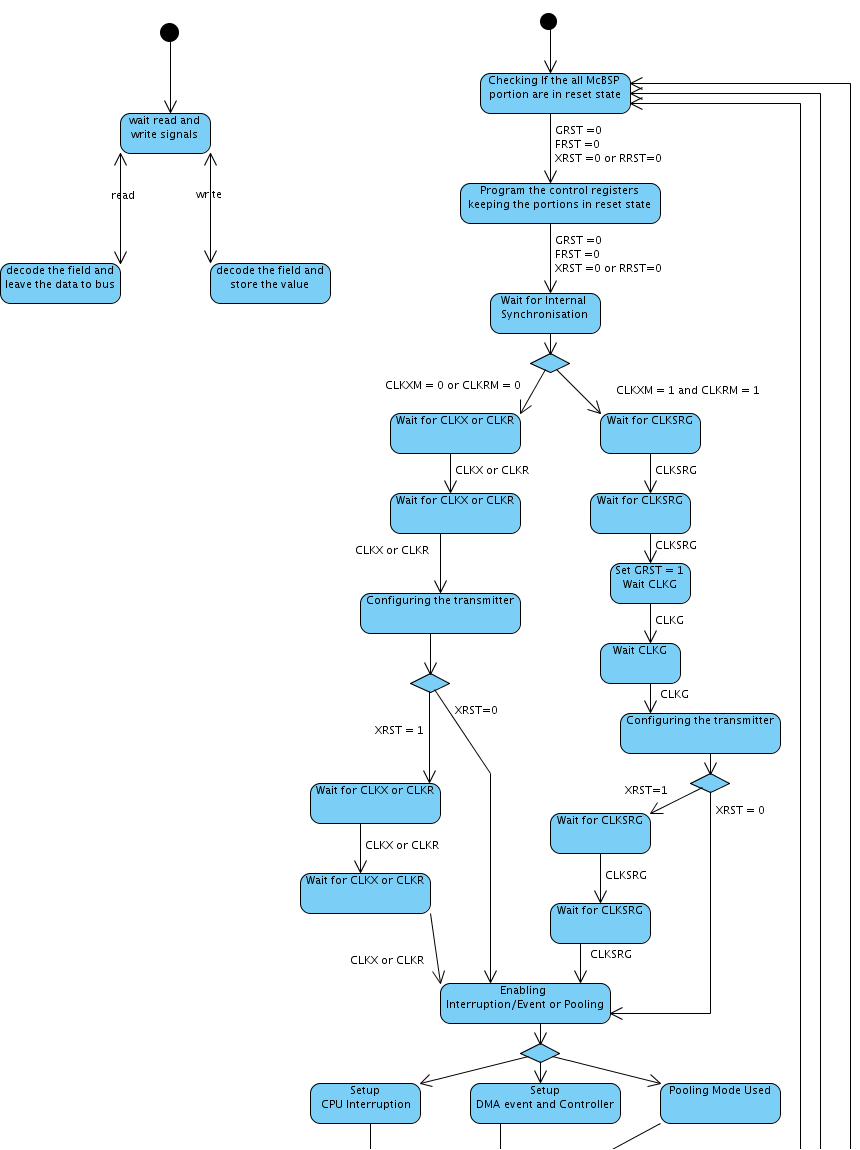 wait read and
write signals
read
write
decode the field and
leave the data to bus
decode the field and
store the value
Checking If the all McBSP
portion are in reset state
GRST =0
FRST =0
XRST =0 or RRST=0
Program the control registers
keeping the portions in reset state
GRST =0
FRST =0
XRST =0 or RRST=0
Wait for Internal
Synchronisation
CLKXM = 0 or CLKRM = 0
CLKXM = 1 and CLKRM = 1
Wait for CLKX or CLKR
Wait for CLKSRG
CLKX or CLKR
CLKSRG
Wait for CLKX or CLKR
Wait for CLKSRG
CLKX or CLKR
CLKSRG
Set GRST = 1
Wait CLKG
Configuring the transmitter
CLKG
Wait CLKG
CLKG
XRST=0
XRST = 1
Configuring the transmitter
Wait for CLKX or CLKR
XRST=1
XRST = 0
Wait for CLKSRG
CLKX or CLKR
Wait for CLKX or CLKR
CLKSRG
Wait for CLKSRG
CLKX or CLKR
CLKSRG
Enabling
Interruption/Event or Pooling
Setup
CPU Interruption
Setup
DMA event and Controller
Pooling Mode Used